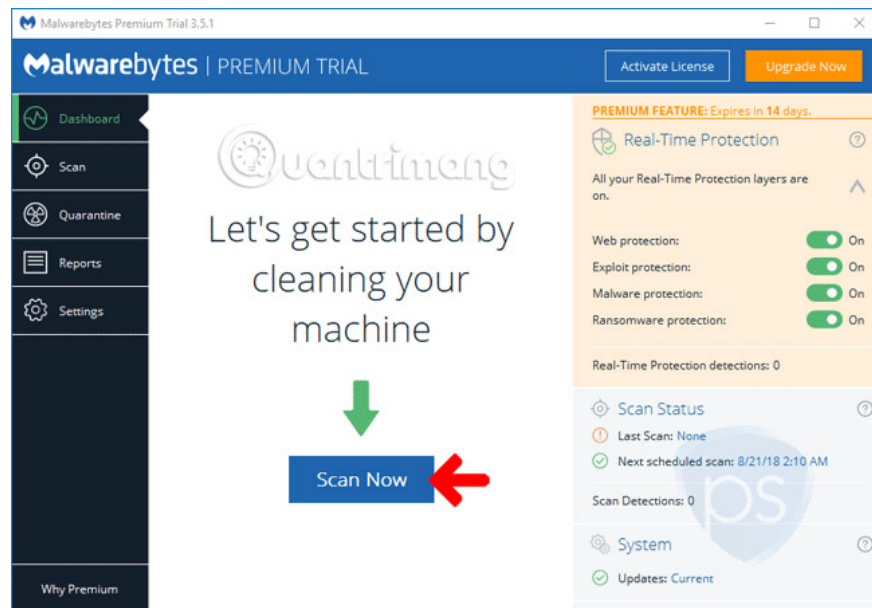 Malwarebytes Premium Trial 3.5.1
Malwarebytes | PREMIUM TRIAL
Activate License
Upgrade Now
Dashboard
Scan
Quarantine
Reports
Settings
Why Premium
Quantrimang
Let's get started by
cleaning your
machine
Scan Now
PREMIUM FEATURE: Expires in 14 days.
Real-Time Protection
All your Real-Time Protection layers are
on.
Web protection: On
Exploit protection: On
Malware protection: On
Ransomware protection: On
Real-Time Protection detections: 0
Scan Status
Last Scan: None
Next scheduled scan: 8/21/18 2:10 AM
Scan Detections: 0
ps
System
Updates: Current